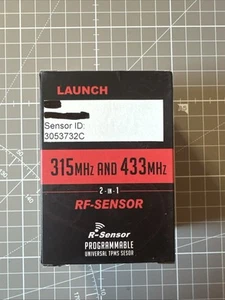 LAUNCH
Sensor ID:
3053732C
315MHz AND 433MHz
2-IN-1
RF-SENSOR
R-Sensor
PROGRAMMABLE
UNIVERSAL TPMS SESOR